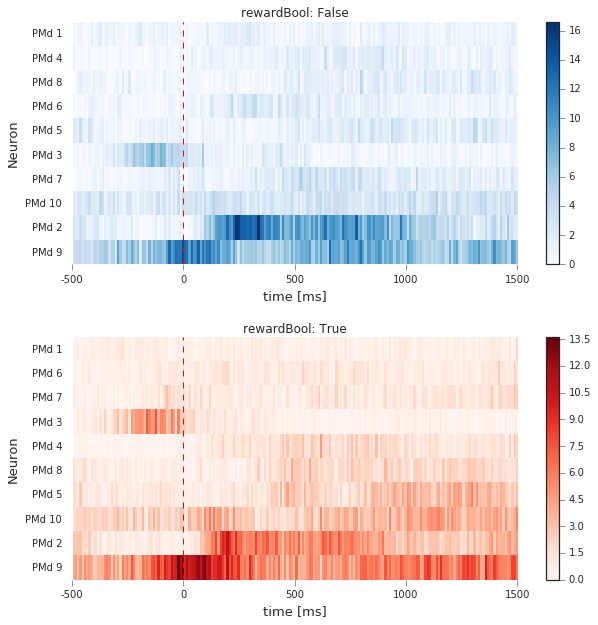 rewardBool: False
PMd 1
PMd 4
PMd 8
PMd 6
PMd 5
PMd 3
PMd 7
PMd 10
PMd 2
PMd 9
Neuron
-500 0 500 1000 1500
time [ms]
16
14
12
10
8
6
4
2
0
rewardBool: True
PMd 1
PMd 6
PMd 7
PMd 3
PMd 4
PMd 8
PMd 5
PMd 10
PMd 2
PMd 9
Neuron
-500 0 500 1000 1500
time [ms]
13.5
12.0
10.5
9.0
7.5
6.0
4.5
3.0
1.5
0.0